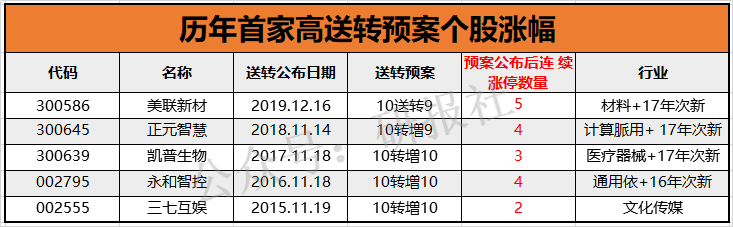 历年首家高送转预案个股涨幅
代码 名称 送转公布日期 送转预案 预案公布后连 续
涨停数量 行业
300586 美联新材 2019.12.16 10送转9 5 材料+17年次新
300645 正元智慧 2018.11.14 10转增9 4 计算脈用+ 17年次新
300639 凯普生物 2017.11.18 10转增10 3 医疗器械+17年次新
002795 永和智控 2016.11.18 10转增10 4 通用依+16年次新
002555 三七互娱 2015.11.19 10转增10 2 文化传媒
公众号：研报社